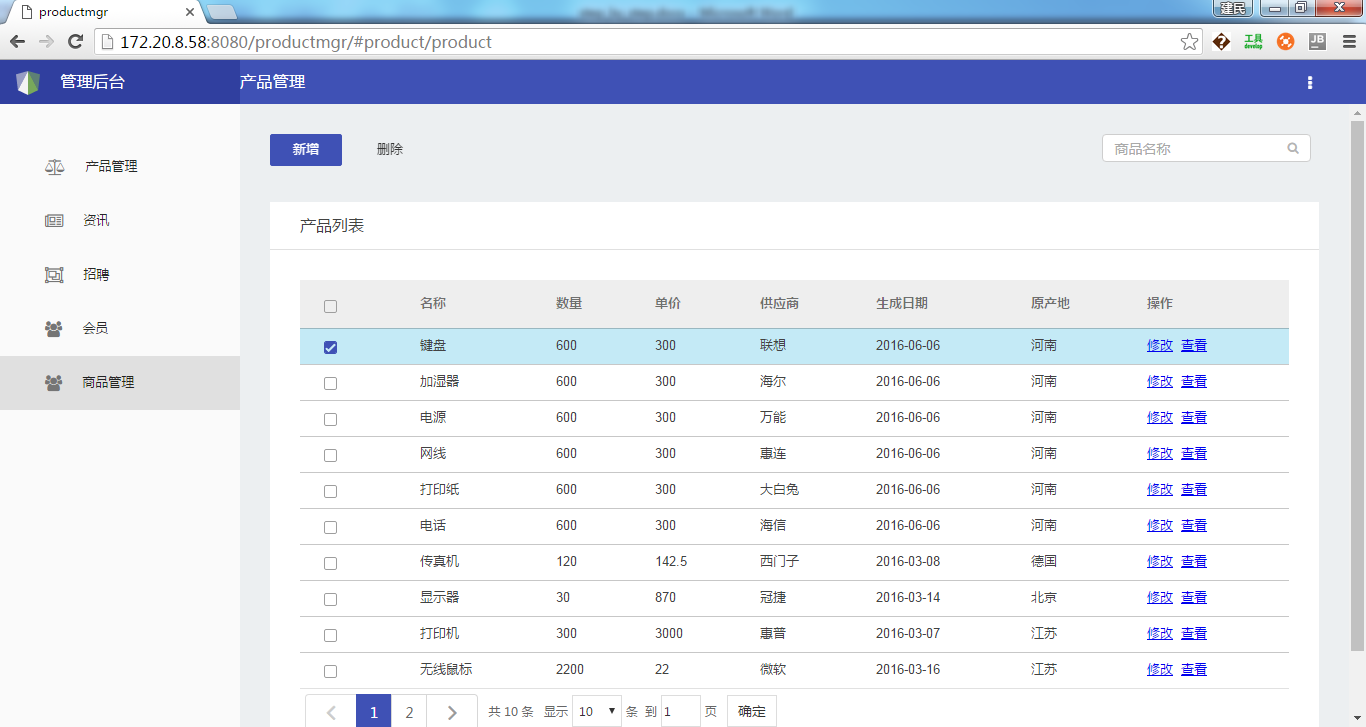 productmgr
建民
172.20.8.58:8080/productmgr/#product/product
工具 develop
JB
管理后台
产品管理
产品管理
资讯
招聘
会员
商品管理
新增 删除 商品名称
产品列表
名称 数量 单价 供应商 生成日期 原产地 操作
键盘 600 300 联想 2016-06-06 河南 修改 查看
加湿器 600 300 海尔 2016-06-06 河南 修改 查看
电源 600 300 万能 2016-06-06 河南 修改 查看
网线 600 300 惠连 2016-06-06 河南 修改 查看
打印纸 600 300 大白兔 2016-06-06 河南 修改 查看
电话 600 300 海信 2016-06-06 河南 修改 查看
传真机 120 142.5 西门子 2016-03-08 德国 修改 查看
显示器 30 870 冠捷 2016-03-14 北京 修改 查看
打印机 300 3000 惠普 2016-03-07 江苏 修改 查看
无线鼠标 2200 22 微软 2016-03-16 江苏 修改 查看
1 2 共 10 条 显示 10 条 到 1 页 确定